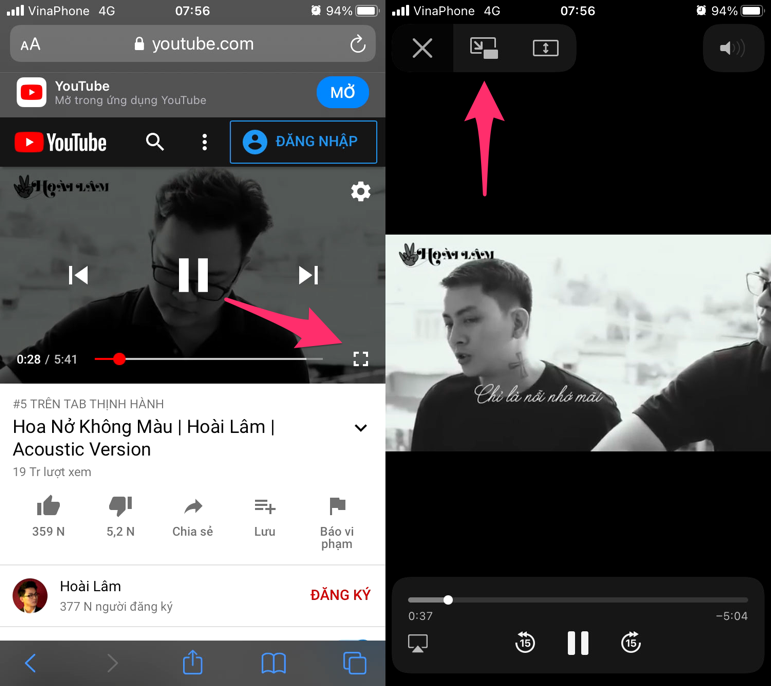 VinaPhone 4G 07:56 94%
AA youtube.com
YouTube
Mở trong ứng dụng YouTube
MỞ
YouTube
ĐĂNG NHẬP
HOÀI LÂM
0:28 / 5:41
#5 TRÊN TAB THỊNH HÀNH
Hoa Nở Không Màu | Hoài Lâm |
Acoustic Version
19 Tr lượt xem
359 N
5,2 N
Chia sẻ
Lưu
Báo vi
phạm
Hoài Lâm
377 N người đăng ký
ĐĂNG KÝ
VinaPhone 4G 07:56 94%
HOÀI LÂM
Chỉ là nỗi nhớ mãi
0:37
−5:04
15
15